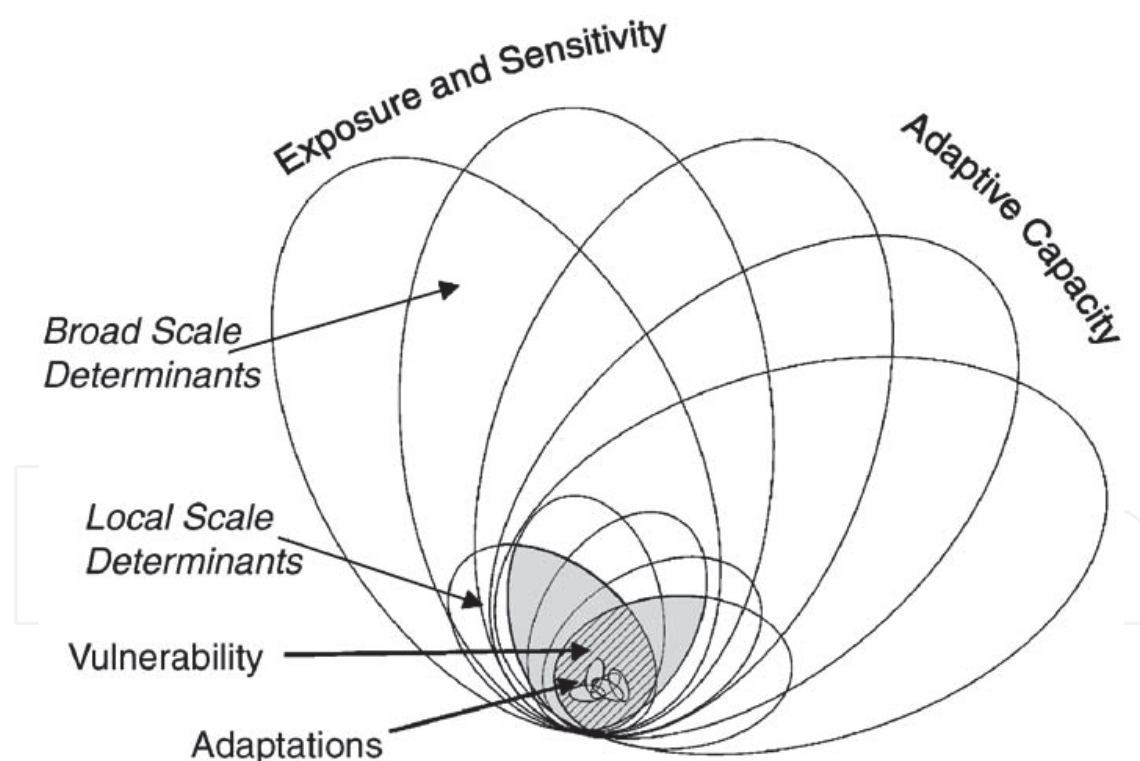 Exposure and Sensitivity
Adaptive Capacity
Broad Scale
Determinants
Local Scale
Determinants
Vulnerability
Adaptations